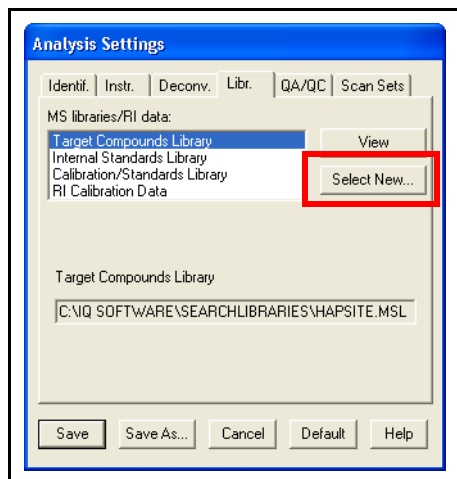 Analysis Settings
Identif. Instr. Deconv. Libr. QA/QC Scan Sets
MS libraries/RI data:
Target Compounds Library View
Internal Standards Library
Calibration/Standards Library Select New...
RI Calibration Data
Target Compounds Library
C:\IQ SOFTWARE\SEARCHLIBRARIES\HAPSITE.MSL
Save Save As... Cancel Default Help